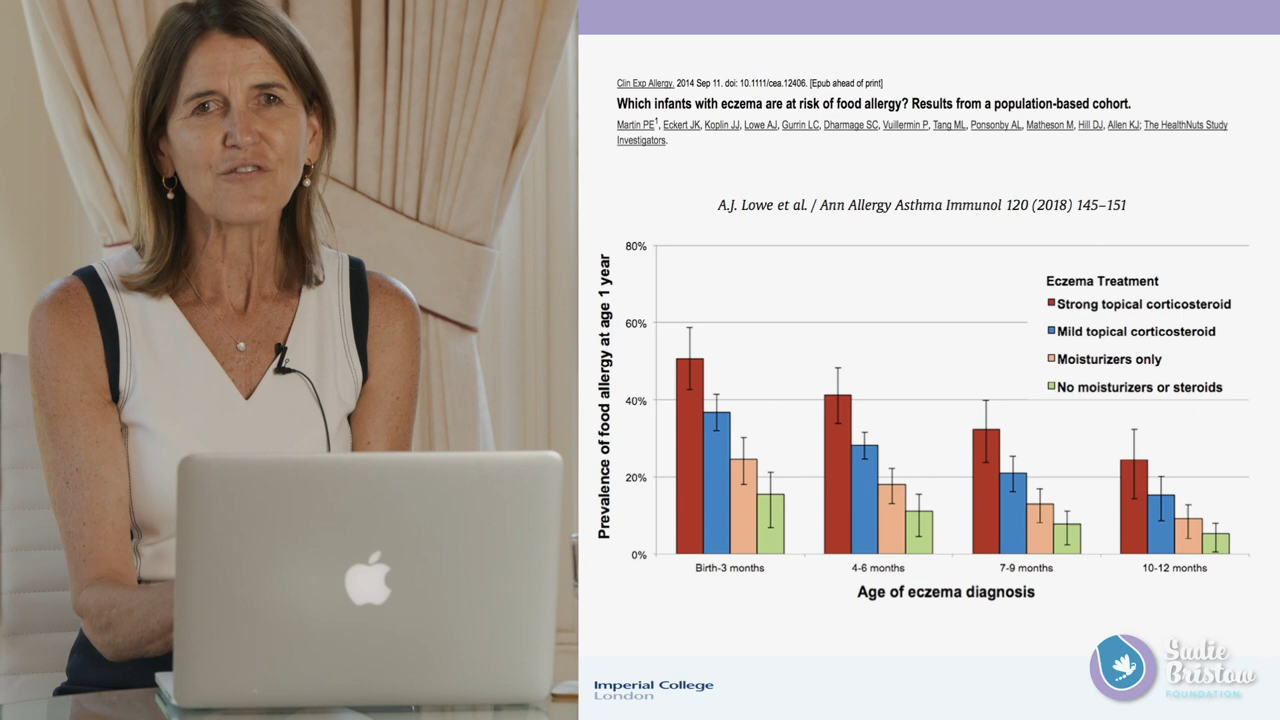 Clin Exp Allergy. 2014 Sep 11. doi: 10.1111/cea.12406. [Epub ahead of print]
Which infants with eczema are at risk of food allergy? Results from a population-based cohort.
Martin PE1, Eckert JK, Koplin JJ, Lowe AJ, Gurrin LC, Dharmage SC, Vuillermin P, Tang ML, Ponsonby AL, Matheson M, Hill DJ, Allen KJ; The HealthNuts Study
Investigators.
A.J. Lowe et al. / Ann Allergy Asthma Immunol 120 (2018) 145–151
Prevalence of food allergy at age 1 year
80%
60%
40%
20%
0%
Eczema Treatment
Strong topical corticosteroid
Mild topical corticosteroid
Moisturizers only
No moisturizers or steroids
Birth-3 months
4-6 months
7-9 months
10-12 months
Age of eczema diagnosis
Imperial College
London
Sadie
Bristow
FOUNDATION